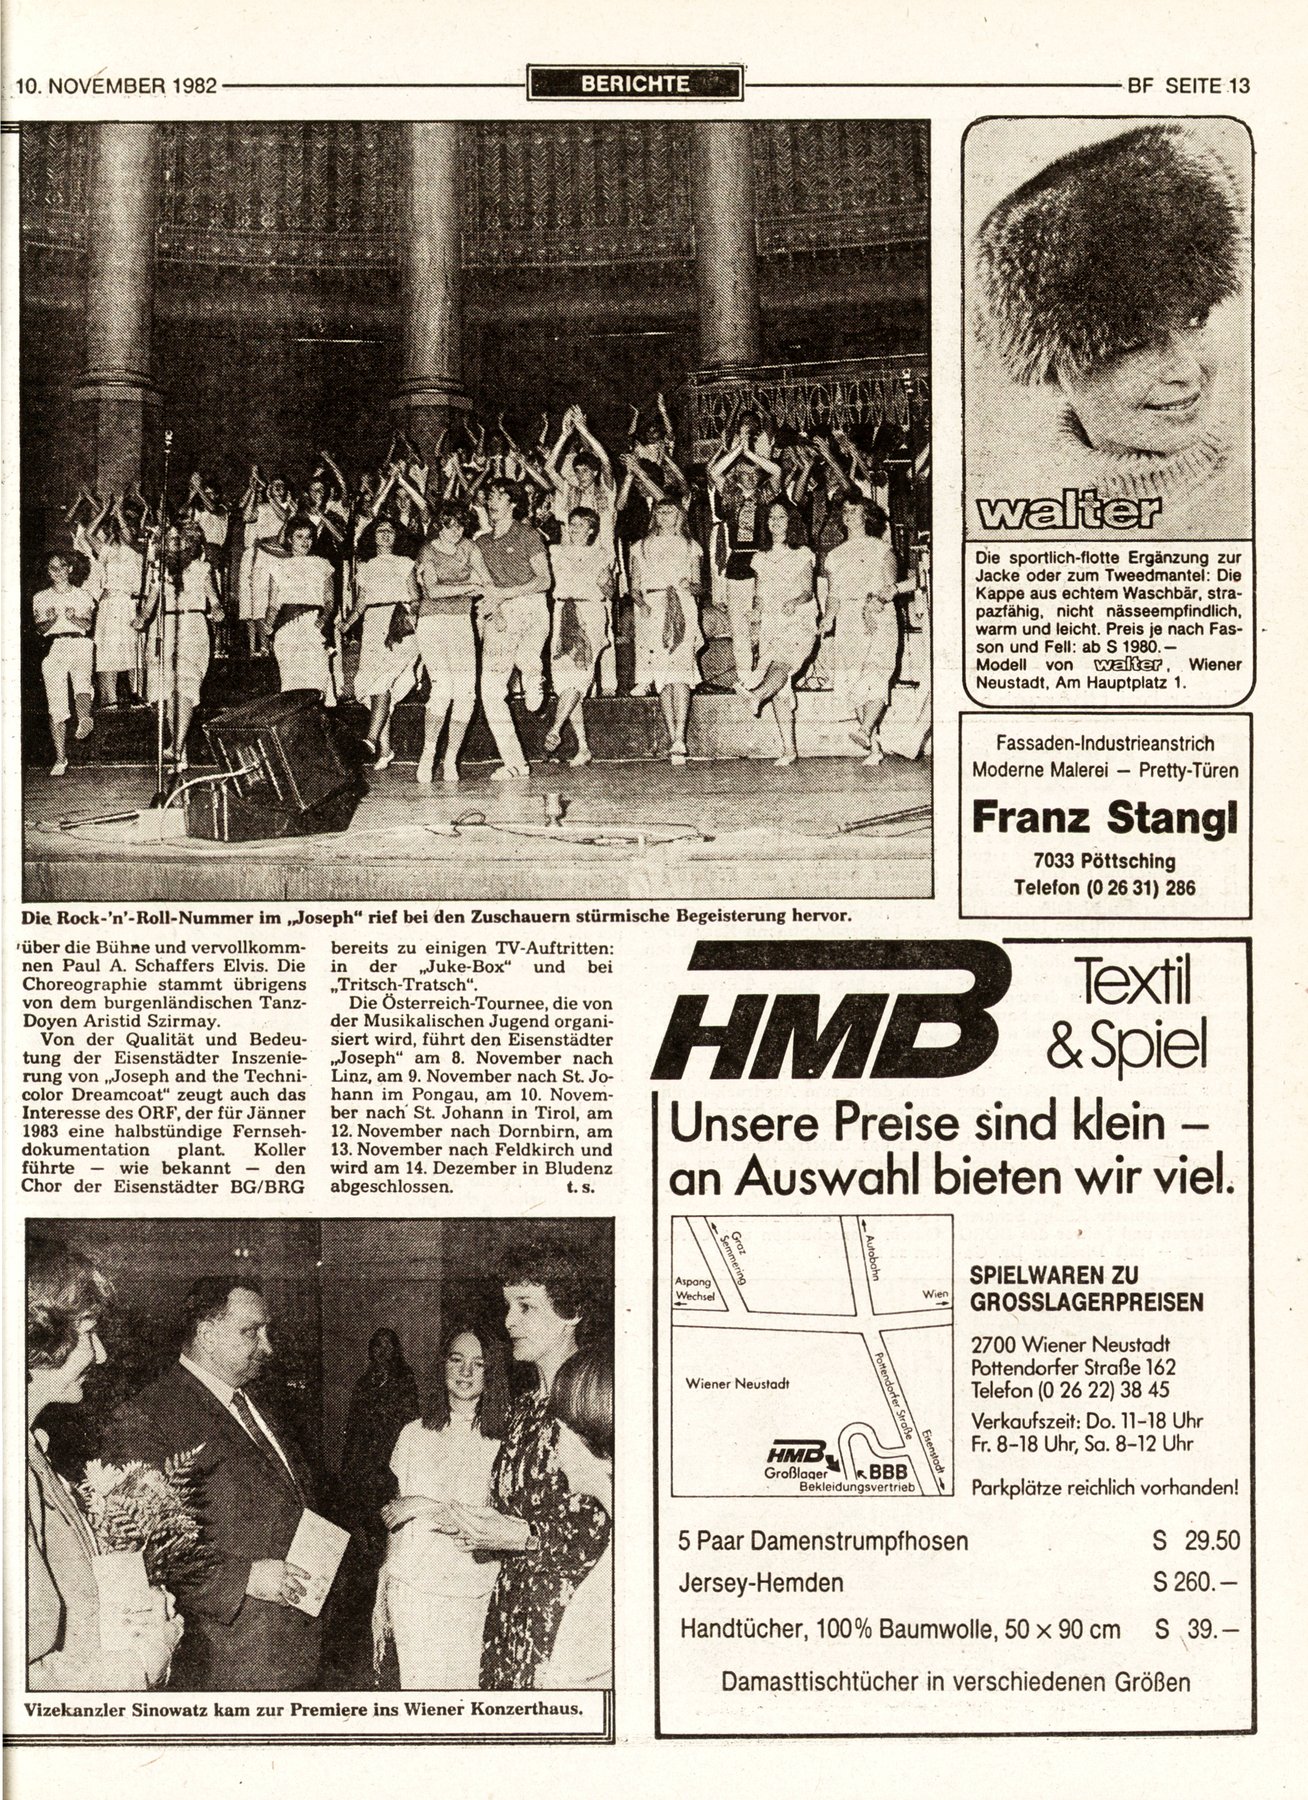 10. NOVEMBER 1982
BERICHTE
BF SEITE 13
Die Rock-'n'-Roll-Nummer im „Joseph“ rief bei den Zuschauern stürmische Begeisterung hervor.
über die Bühne und vervollkomm-
nen Paul A. Schaffers Elvis. Die
Choreographie stammt übrigens
von dem burgenländischen Tanz-
Doyen Aristid Szirmay.
Von der Qualität und Bedeu-
tung der Eisenstädter Inszenie-
rung von „Joseph and the Techni-
color Dreamcoat“ zeugt auch das
Interesse des ORF, der für Jänner
1983 eine halbstündige Fernseh-
dokumentation plant. Koller
führte — wie bekannt — den
Chor der Eisenstädter BG/BRG
bereits zu einigen TV-Auftritten:
in der „Juke-Box“ und bei
„Tritsch-Tratsch“.
Die Österreich-Tournee, die von
der Musikalischen Jugend organi-
siert wird, führt den Eisenstädter
„Joseph“ am 8. November nach
Linz, am 9. November nach St. Jo-
hann im Pongau, am 10. Novem-
ber nach St. Johann in Tirol, am
12. November nach Dornbirn, am
13. November nach Feldkirch und
wird am 14. Dezember in Bludenz
abgeschlossen. t. s.
Vizekanzler Sinowatz kam zur Premiere ins Wiener Konzerthaus.
walter
Die sportlich-flotte Ergänzung zur
Jacke oder zum Tweedmantel: Die
Kappe aus echtem Waschbär, stra-
pazfähig, nicht nässeempfindlich,
warm und leicht. Preis je nach Fas-
son und Fell: ab S 1980.—
Modell von walter, Wiener
Neustadt, Am Hauptplatz 1.
Fassaden-Industrieanstrich
Moderne Malerei — Pretty-Türen
Franz Stangl
7033 Pöttsching
Telefon (0 26 31) 286
HMB
Textil
& Spiel
Unsere Preise sind klein –
an Auswahl bieten wir viel.
Graz
Semmering
Autobahn
Aspang
Wechsel
Wien
Wiener Neustadt
Pottendorfer Straße
Eisenstadt
HMB
Großlager
BBB
Bekleidungsvertrieb
SPIELWAREN ZU
GROSSLAGERPREISEN
2700 Wiener Neustadt
Pottendorfer Straße 162
Telefon (0 26 22) 38 45
Verkaufszeit: Do. 11–18 Uhr
Fr. 8–18 Uhr, Sa. 8–12 Uhr
Parkplätze reichlich vorhanden!
5 Paar Damenstrumpfhosen S 29.50
Jersey-Hemden S 260.—
Handtücher, 100% Baumwolle, 50 × 90 cm S 39.—
Damasttischtücher in verschiedenen Größen